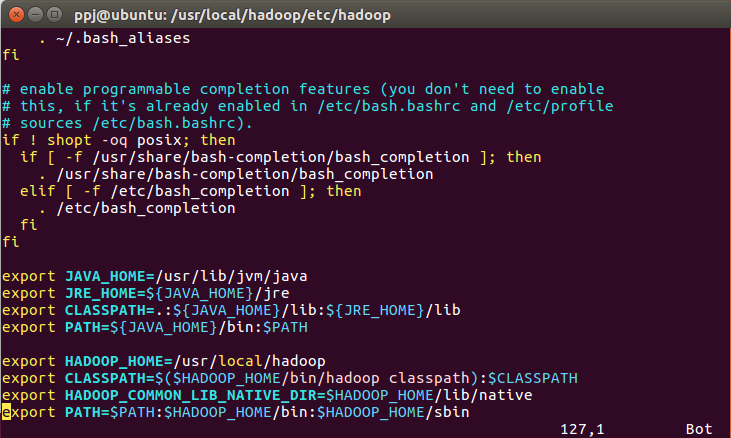 ppj@ubuntu: /usr/local/hadoop/etc/hadoop
    . ~/.bash_aliases
fi

# enable programmable completion features (you don't need to enable
# this, if it's already enabled in /etc/bash.bashrc and /etc/profile
# sources /etc/bash.bashrc).
if ! shopt -oq posix; then
  if [ -f /usr/share/bash-completion/bash_completion ]; then
    . /usr/share/bash-completion/bash_completion
  elif [ -f /etc/bash_completion ]; then
    . /etc/bash_completion
  fi
fi

export JAVA_HOME=/usr/lib/jvm/java
export JRE_HOME=${JAVA_HOME}/jre
export CLASSPATH=.:${JAVA_HOME}/lib:${JRE_HOME}/lib
export PATH=${JAVA_HOME}/bin:$PATH

export HADOOP_HOME=/usr/local/hadoop
export CLASSPATH=$($HADOOP_HOME/bin/hadoop classpath):$CLASSPATH
export HADOOP_COMMON_LIB_NATIVE_DIR=$HADOOP_HOME/lib/native
export PATH=$PATH:$HADOOP_HOME/bin:$HADOOP_HOME/sbin
127,1 Bot